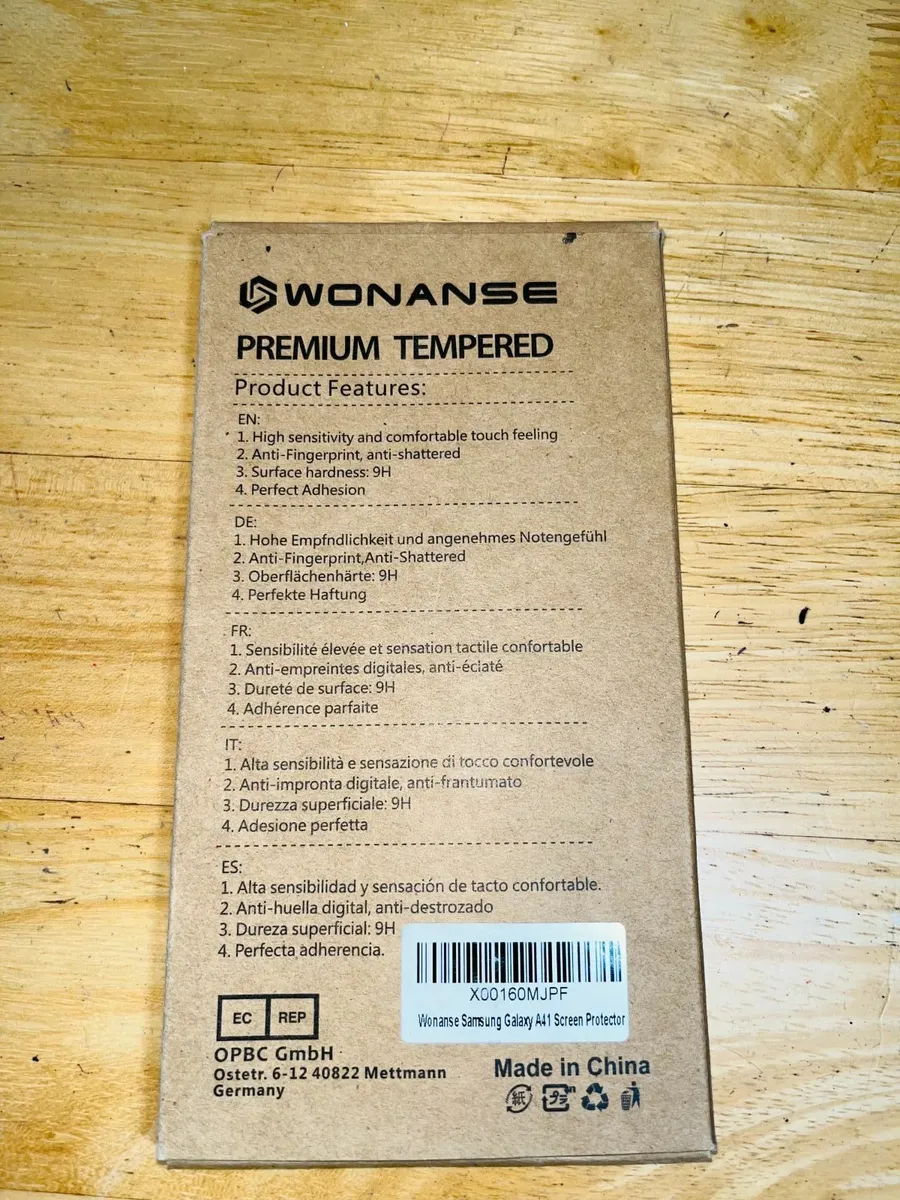 WONANSE
PREMIUM TEMPERED
Product Features:
EN:
1. High sensitivity and comfortable touch feeling
2. Anti-Fingerprint, anti-shattered
3. Surface hardness: 9H
4. Perfect Adhesion
DE:
1. Hohe Empfndlichkeit und angenehmes Notengefühl
2. Anti-Fingerprint,Anti-Shattered
3. Oberflächenhärte: 9H
4. Perfekte Haftung
FR:
1. Sensibilité élevée et sensation tactile confortable
2. Anti-empreintes digitales, anti-éclaté
3. Dureté de surface: 9H
4. Adhérence parfaite
IT:
1. Alta sensibilità e sensazione di tocco confortevole
2. Anti-impronta digitale, anti-frantumato
3. Durezza superficiale: 9H
4. Adesione perfetta
ES:
1. Alta sensibilidad y sensación de tacto confortable.
2. Anti-huella digital, anti-destrozado
3. Dureza superficial: 9H
4. Perfecta adherencia.
X00160MJPF
Wonanse Samsung Galaxy A41 Screen Protector
EC REP
OPBC GmbH
Ostetr. 6-12 40822 Mettmann
Germany
Made in China
紙 プラ